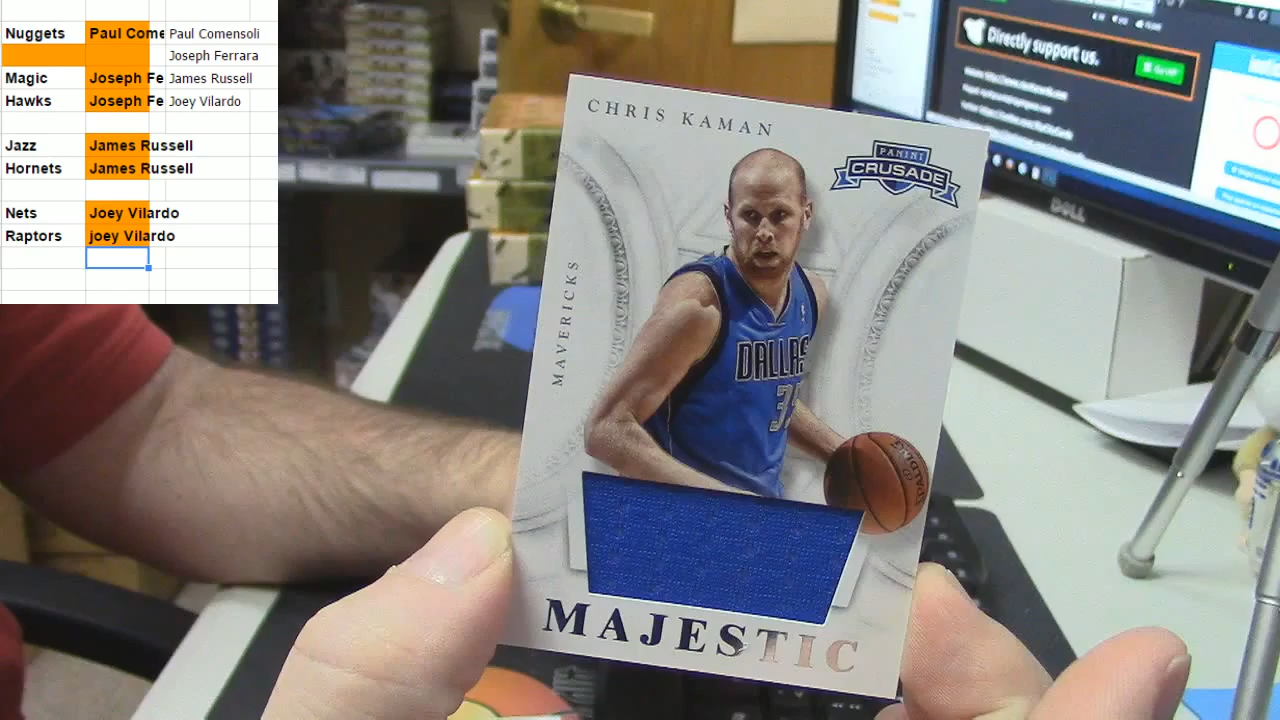 Nuggets Paul Come Paul Comensoli
Joseph Ferrara
Magic Joseph Fe James Russell
Hawks Joseph Fe Joey Vilardo
Jazz James Russell
Hornets James Russell
Nets Joey Vilardo
Raptors joey Vilardo
Directly support us.
DELL
CHRIS KAMAN
PANINI
CRUSADE
MAVERICKS
DALLAS
SPALDING
MAJESTIC